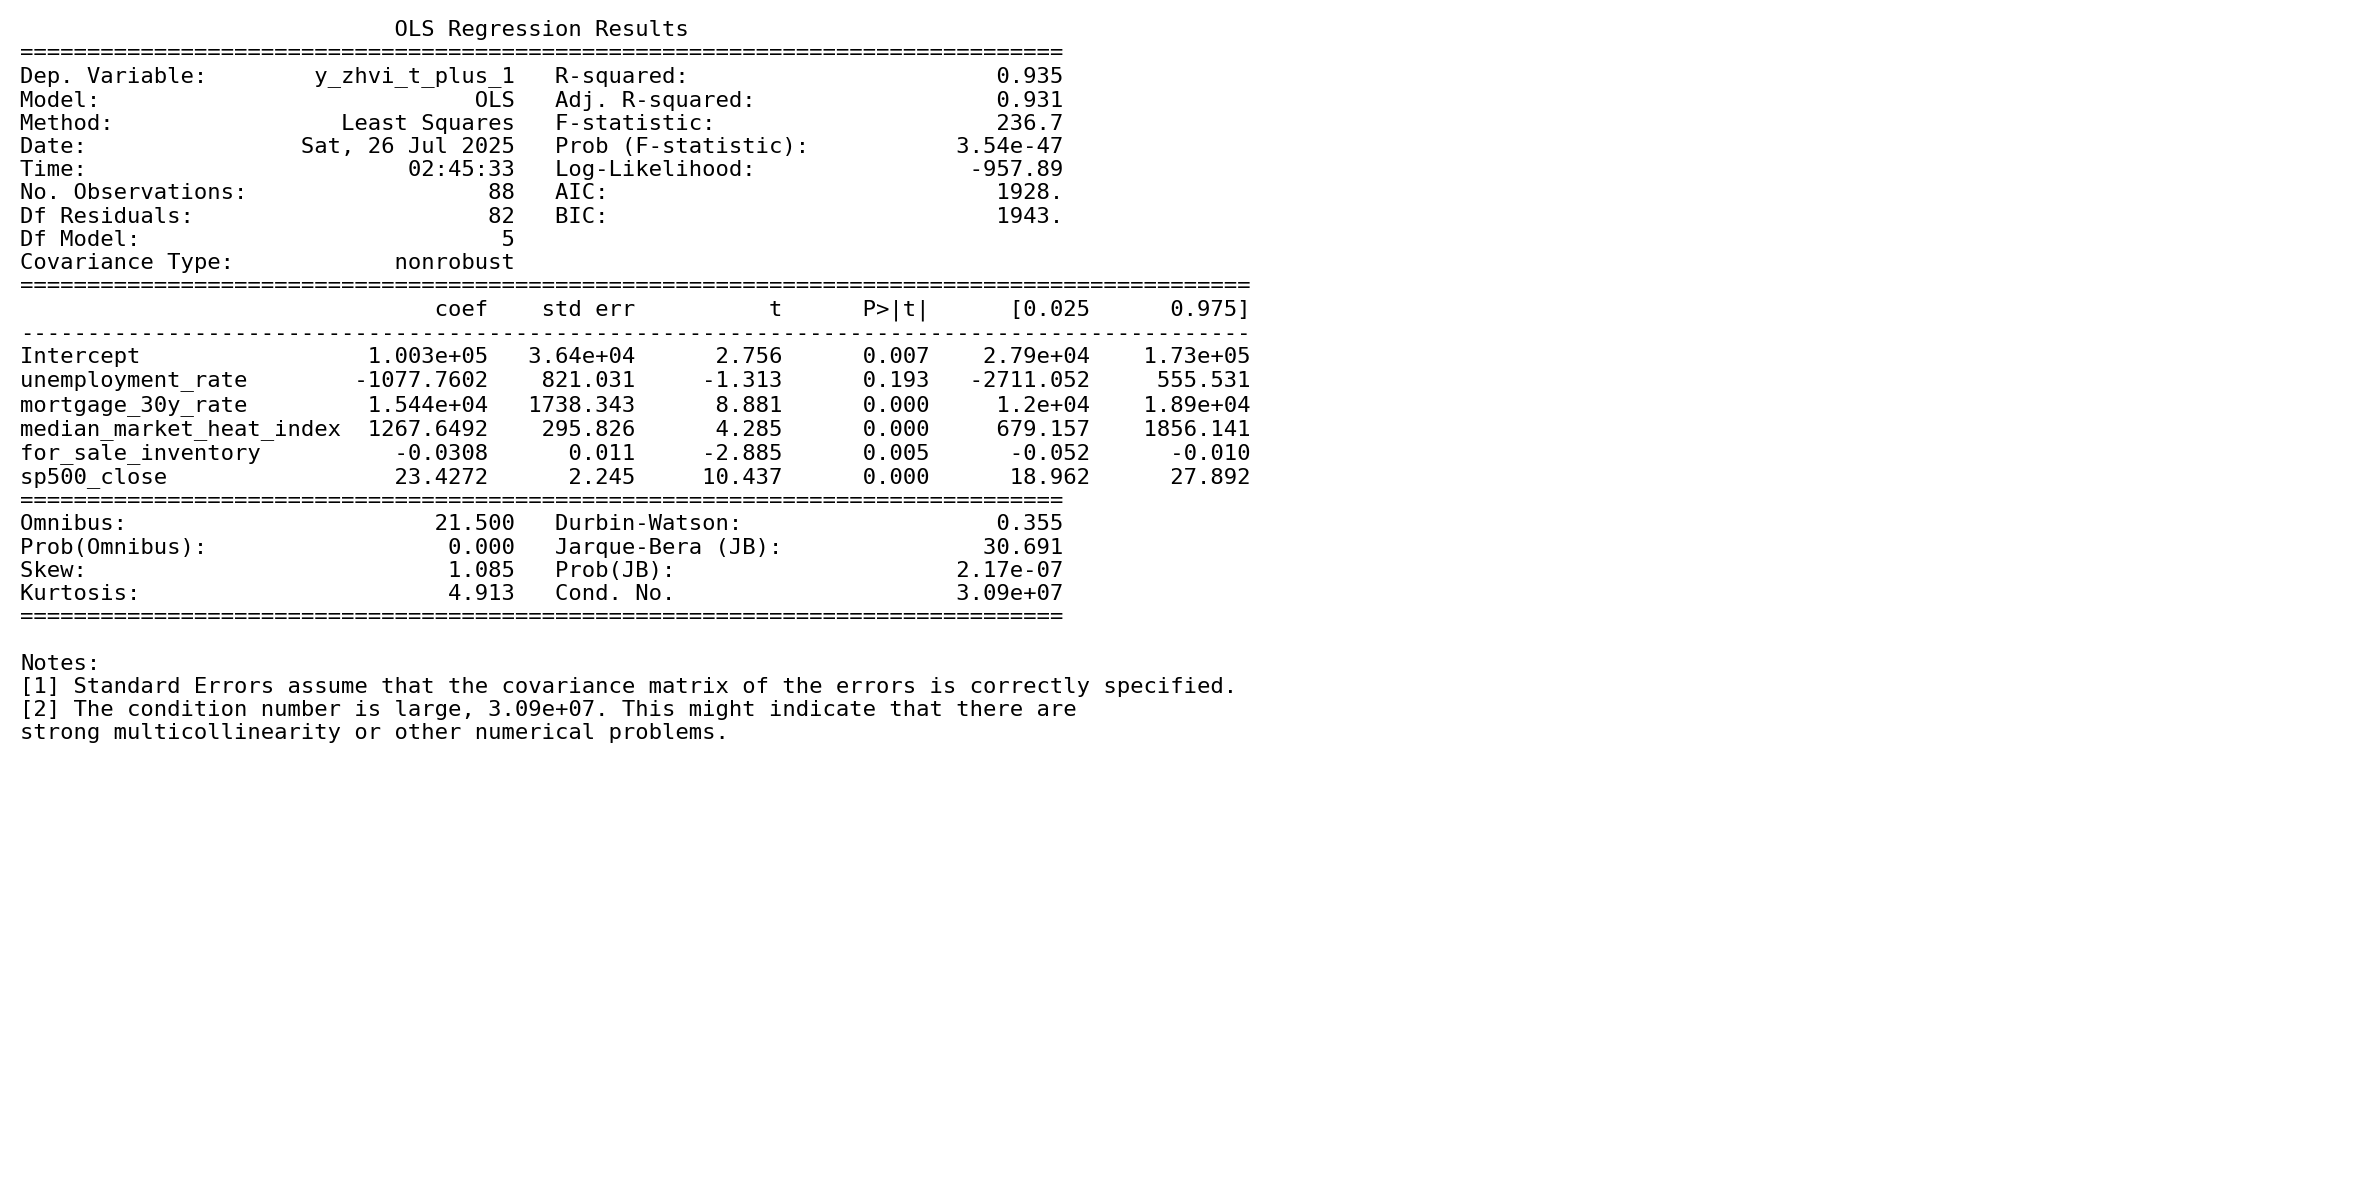 OLS Regression Results
==============================================================================
Dep. Variable:        y_zhvi_t_plus_1   R-squared:                       0.935
Model:                            OLS   Adj. R-squared:                  0.931
Method:                 Least Squares   F-statistic:                     236.7
Date:                Sat, 26 Jul 2025   Prob (F-statistic):           3.54e-47
Time:                        02:45:33   Log-Likelihood:                -957.89
No. Observations:                  88   AIC:                             1928.
Df Residuals:                      82   BIC:                             1943.
Df Model:                           5
Covariance Type:            nonrobust
============================================================================================
                               coef    std err          t      P>|t|      [0.025      0.975]
--------------------------------------------------------------------------------------------
Intercept                 1.003e+05   3.64e+04      2.756      0.007    2.79e+04    1.73e+05
unemployment_rate        -1077.7602    821.031     -1.313      0.193   -2711.052     555.531
mortgage_30y_rate         1.544e+04   1738.343      8.881      0.000     1.2e+04    1.89e+04
median_market_heat_index  1267.6492    295.826      4.285      0.000     679.157    1856.141
for_sale_inventory          -0.0308      0.011     -2.885      0.005      -0.052      -0.010
sp500_close                 23.4272      2.245     10.437      0.000      18.962      27.892
==============================================================================
Omnibus:                       21.500   Durbin-Watson:                   0.355
Prob(Omnibus):                  0.000   Jarque-Bera (JB):               30.691
Skew:                           1.085   Prob(JB):                     2.17e-07
Kurtosis:                       4.913   Cond. No.                     3.09e+07
==============================================================================

Notes:
[1] Standard Errors assume that the covariance matrix of the errors is correctly specified.
[2] The condition number is large, 3.09e+07. This might indicate that there are
strong multicollinearity or other numerical problems.